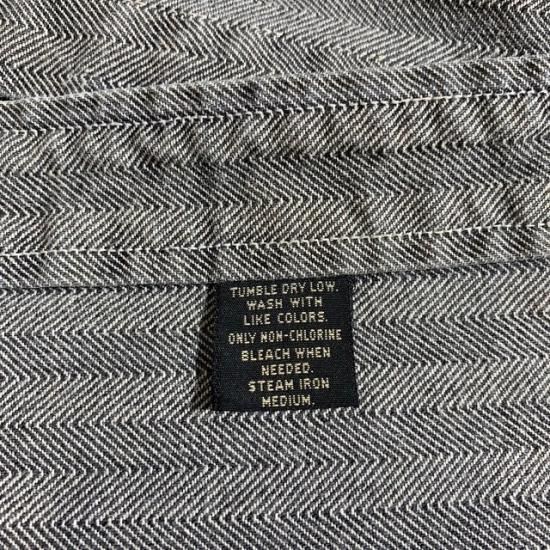 TUMBLE DRY LOW.
WASH WITH
LIKE COLORS.
ONLY NON-CHLORINE
BLEACH WHEN
NEEDED.
STEAM IRON
MEDIUM.